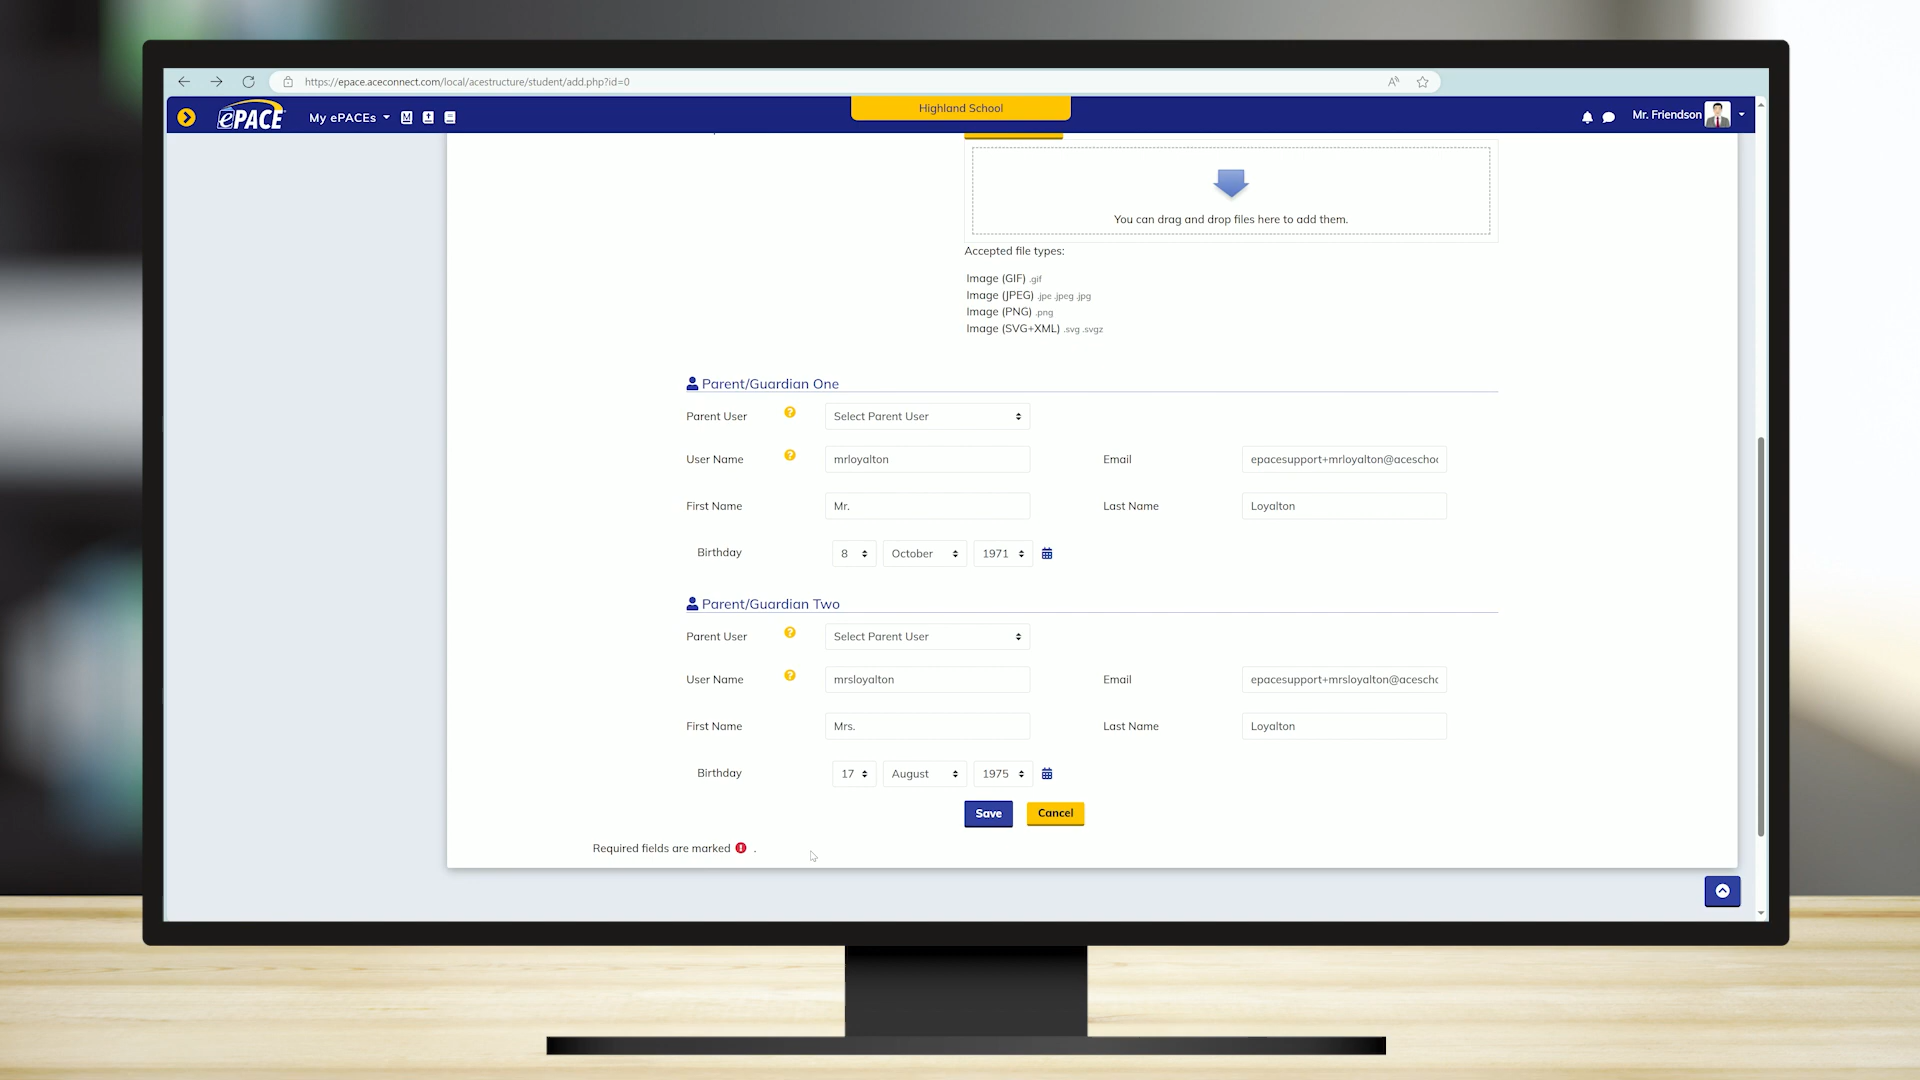 https://epace.aceconnect.com/local/acestructure/student/add.php?id=0
ePACE My ePACEs Highland School Mr. Friendson
You can drag and drop files here to add them.
Accepted file types:
Image (GIF) .gif
Image (JPEG) .jpe .jpeg .jpg
Image (PNG) .png
Image (SVG+XML) .svg .svgz
Parent/Guardian One
Parent User ? Select Parent User
User Name ? mrloyalton Email epacesupport+mrloyalton@aceschoo
First Name Mr. Last Name Loyalton
Birthday 8 October 1971
Parent/Guardian Two
Parent User ? Select Parent User
User Name ? mrsloyalton Email epacesupport+mrsloyalton@acescho
First Name Mrs. Last Name Loyalton
Birthday 17 August 1975
Save Cancel
Required fields are marked ! .